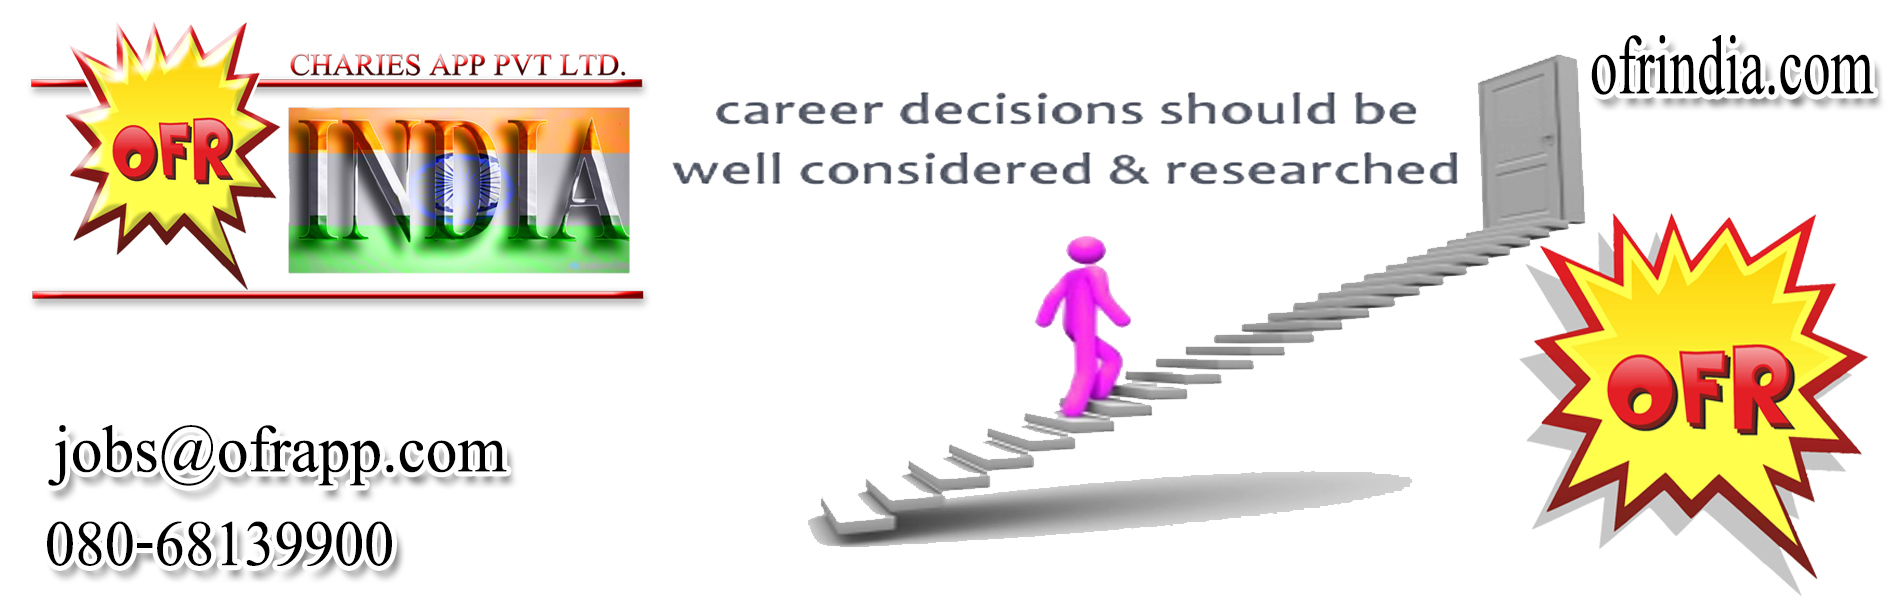 CHARIES APP PVT LTD.
OFR
INDIA
career decisions should be
well considered & researched
ofrindia.com
OFR
jobs@ofrapp.com
080-68139900